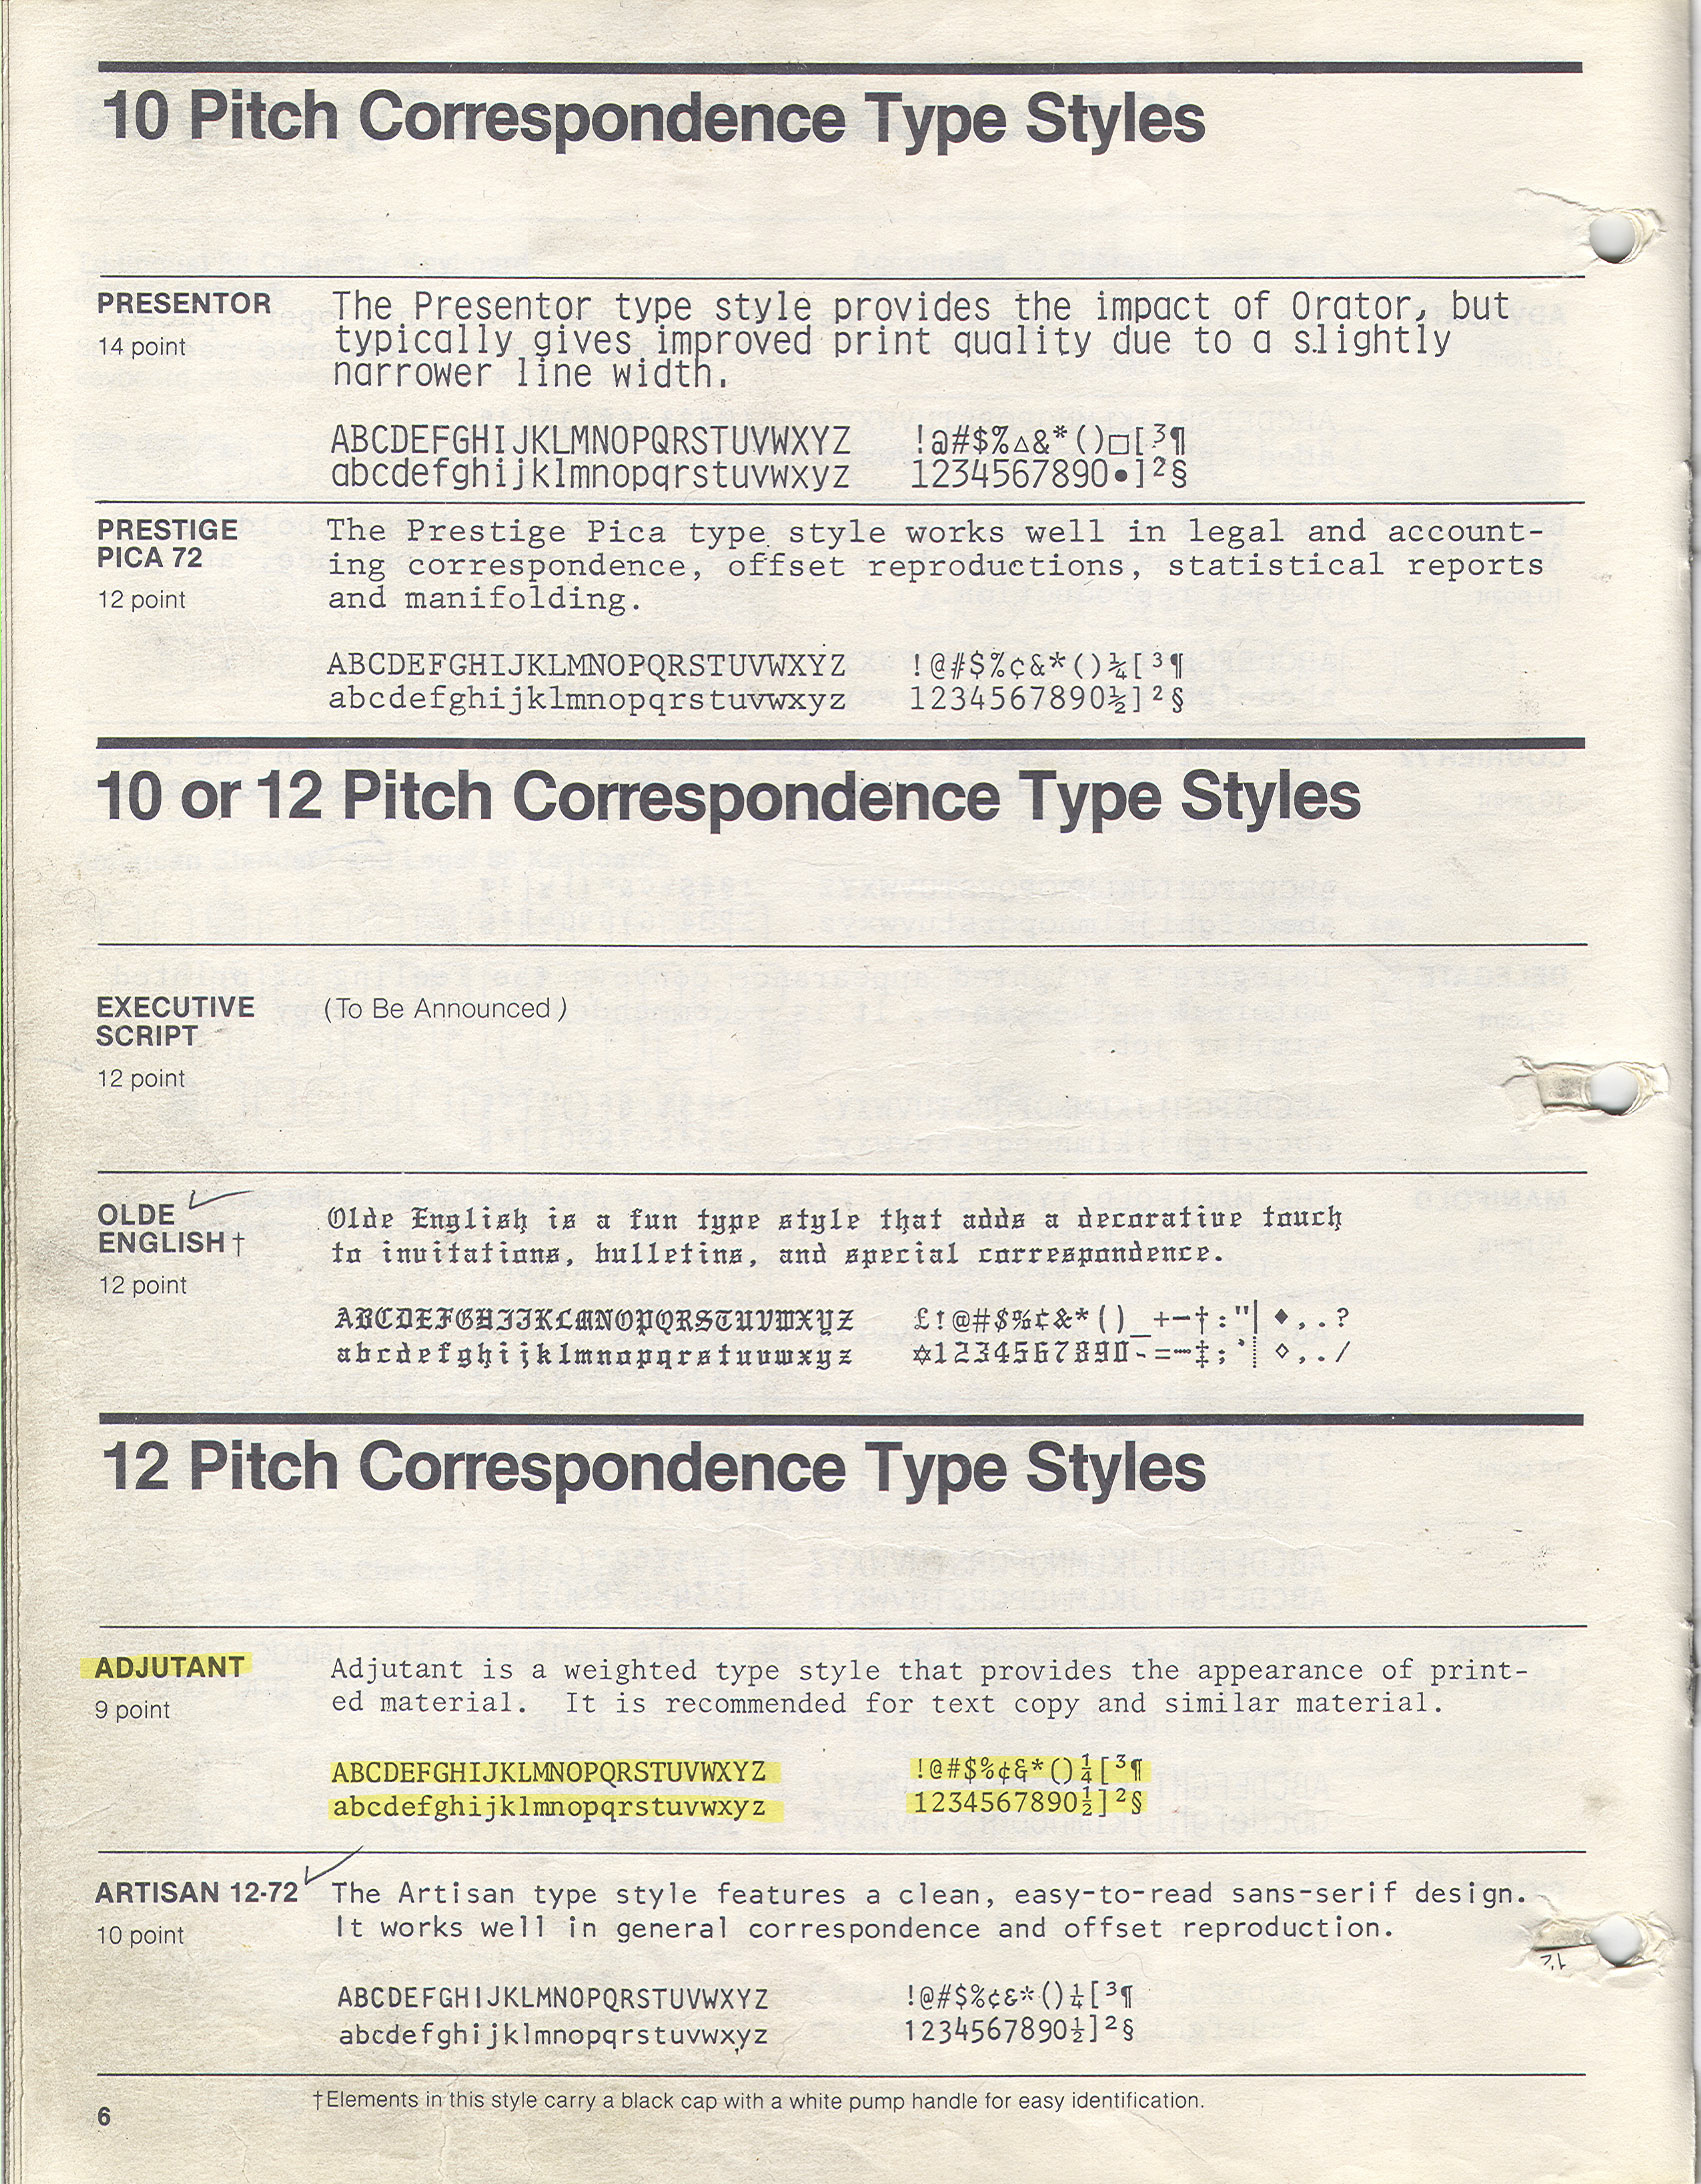 10 Pitch Correspondence Type Styles
PRESENTOR
14 point
The Presentor type style provides the impact of Orator, but
typically gives improved print quality due to a slightly
narrower line width.
ABCDEFGHIJKLMNOPQRSTUVWXYZ !@#$%△&*()□[³¶
abcdefghijklmnopqrstuvwxyz 1234567890●]²§
PRESTIGE
PICA 72
12 point
The Prestige Pica type style works well in legal and account-
ing correspondence, offset reproductions, statistical reports
and manifolding.
ABCDEFGHIJKLMNOPQRSTUVWXYZ !@#$%¢&*()¼[³¶
abcdefghijklmnopqrstuvwxyz 1234567890½]²§
10 or 12 Pitch Correspondence Type Styles
EXECUTIVE
SCRIPT
12 point
(To Be Announced)
OLDE
ENGLISH†
12 point
Olde English is a fun type style that adds a decorative touch
to invitations, bulletins, and special correspondence.
ABCDEFGHIJKLMNOPQRSTUVWXYZ £!@#$%¢&*()_+—†:"| ◆,.?
abcdefghijklmnopqrstuvwxyz ✡1234567890-=┉‡;'┊ ◇,./
12 Pitch Correspondence Type Styles
ADJUTANT
9 point
Adjutant is a weighted type style that provides the appearance of print-
ed material. It is recommended for text copy and similar material.
ABCDEFGHIJKLMNOPQRSTUVWXYZ !@#$%¢&*()¼[³¶
abcdefghijklmnopqrstuvwxyz 1234567890½]²§
ARTISAN 12-72
10 point
The Artisan type style features a clean, easy-to-read sans-serif design.
It works well in general correspondence and offset reproduction.
ABCDEFGHIJKLMNOPQRSTUVWXYZ !@#$%¢&*()¼[³¶
abcdefghijklmnopqrstuvwxyz 1234567890½]²§
†Elements in this style carry a black cap with a white pump handle for easy identification.
6